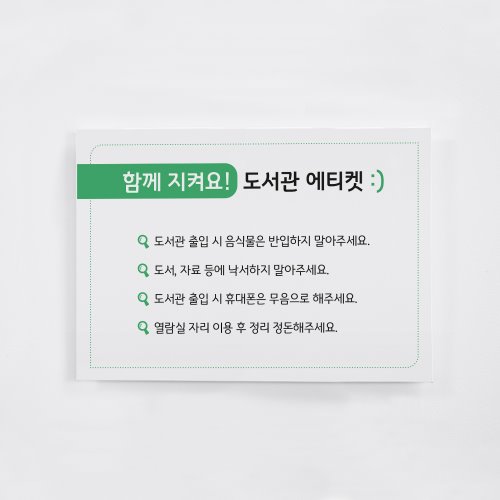 함께 지켜요! 도서관 에티켓 :)
도서관 출입 시 음식물은 반입하지 말아주세요.
도서, 자료 등에 낙서하지 말아주세요.
도서관 출입 시 휴대폰은 무음으로 해주세요.
열람실 자리 이용 후 정리 정돈해주세요.